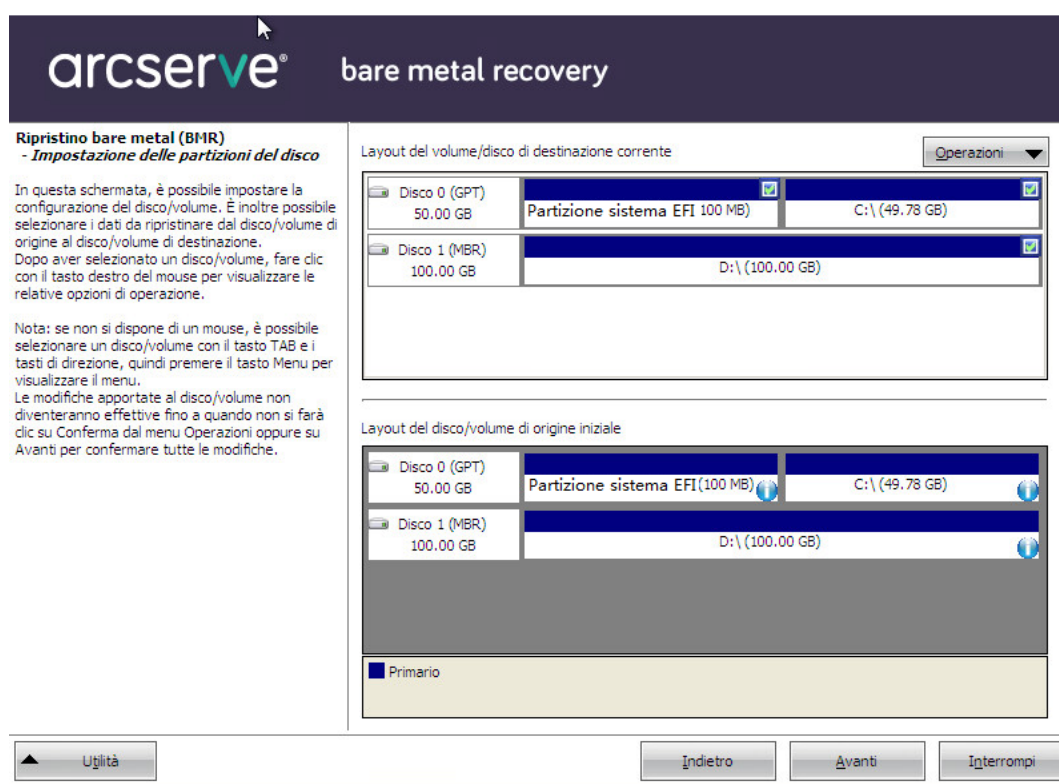 arcserve® bare metal recovery
Ripristino bare metal (BMR)
- Impostazione delle partizioni del disco
In questa schermata, è possibile impostare la
configurazione del disco/volume. È inoltre possibile
selezionare i dati da ripristinare dal disco/volume di
origine al disco/volume di destinazione.
Dopo aver selezionato un disco/volume, fare clic
con il tasto destro del mouse per visualizzare le
relative opzioni di operazione.
Nota: se non si dispone di un mouse, è possibile
selezionare un disco/volume con il tasto TAB e i
tasti di direzione, quindi premere il tasto Menu per
visualizzare il menu.
Le modifiche apportate al disco/volume non
diventeranno effettive fino a quando non si farà
clic su Conferma dal menu Operazioni oppure su
Avanti per confermare tutte le modifiche.
Layout del volume/disco di destinazione corrente
Operazioni
Disco 0 (GPT)
50.00 GB
Partizione sistema EFI 100 MB)
C:\ (49.78 GB)
Disco 1 (MBR)
100.00 GB
D:\ (100.00 GB)
Layout del disco/volume di origine iniziale
Disco 0 (GPT)
50.00 GB
Partizione sistema EFI(100 MB)
C:\ (49.78 GB)
Disco 1 (MBR)
100.00 GB
D:\ (100.00 GB)
Primario
Utilità
Indietro
Avanti
Interrompi